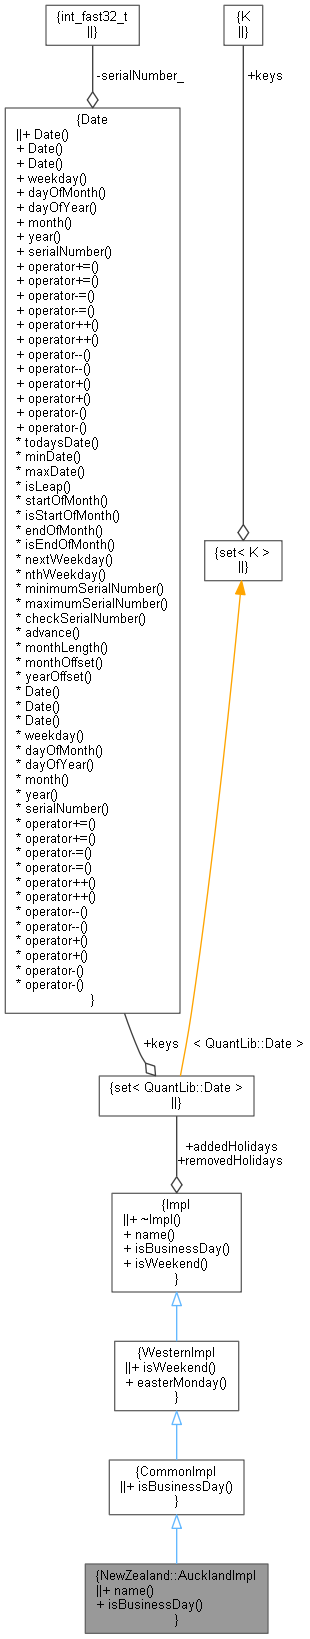 {int_fast32_t
||}
{K
||}
-serialNumber_
+keys
{Date
||+ Date()
+ Date()
+ Date()
+ weekday()
+ dayOfMonth()
+ dayOfYear()
+ month()
+ year()
+ serialNumber()
+ operator+=()
+ operator+=()
+ operator-=()
+ operator-=()
+ operator++()
+ operator++()
+ operator--()
+ operator--()
+ operator+()
+ operator+()
+ operator-()
+ operator-()
* todaysDate()
* minDate()
* maxDate()
* isLeap()
* startOfMonth()
* isStartOfMonth()
* endOfMonth()
* isEndOfMonth()
* nextWeekday()
* nthWeekday()
* minimumSerialNumber()
* maximumSerialNumber()
* checkSerialNumber()
* advance()
* monthLength()
* monthOffset()
* yearOffset()
* Date()
* Date()
* Date()
* weekday()
* dayOfMonth()
* dayOfYear()
* month()
* year()
* serialNumber()
* operator+=()
* operator+=()
* operator-=()
* operator-=()
* operator++()
* operator++()
* operator--()
* operator--()
* operator+()
* operator+()
* operator-()
* operator-()
}
{set< K >
||}
+keys
< QuantLib::Date >
{set< QuantLib::Date >
||}
+addedHolidays
+removedHolidays
{Impl
||+ ~Impl()
+ name()
+ isBusinessDay()
+ isWeekend()
}
{WesternImpl
||+ isWeekend()
+ easterMonday()
}
{CommonImpl
||+ isBusinessDay()
}
{NewZealand::AucklandImpl
||+ name()
+ isBusinessDay()
}